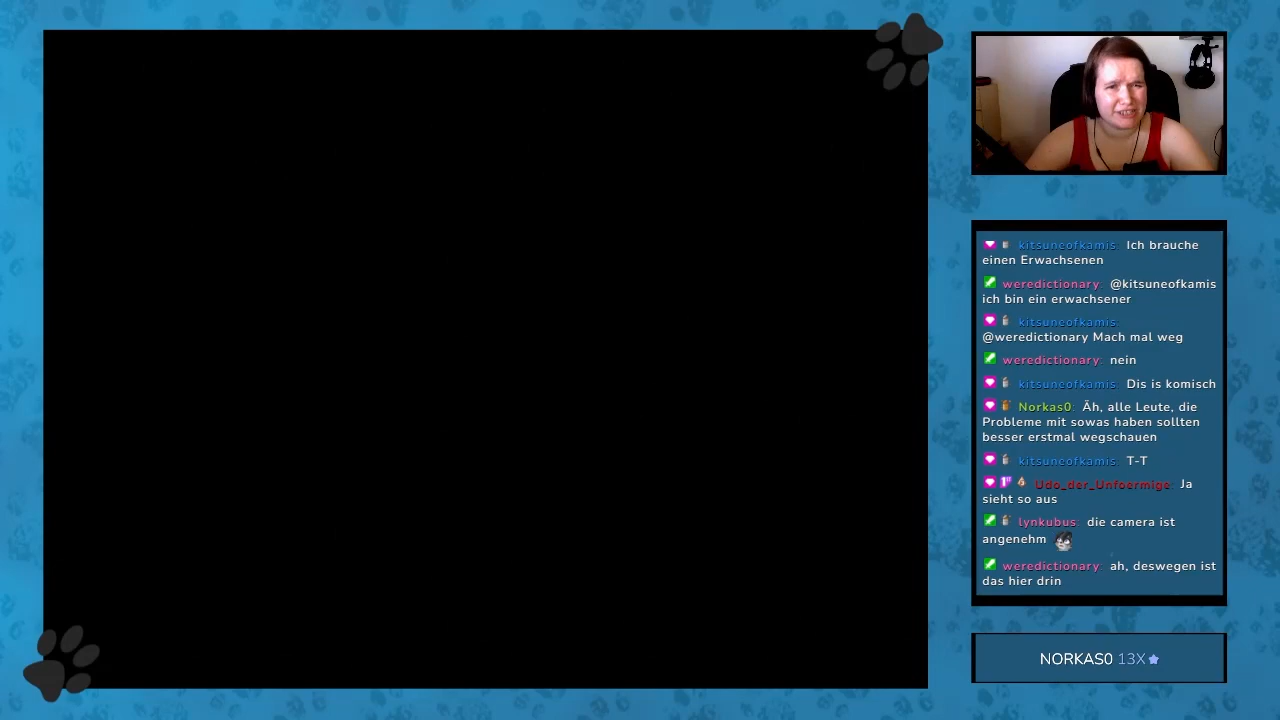 kitsuneofkamis: Ich brauche
einen Erwachsenen
weredictionary: @kitsuneofkamis
ich bin ein erwachsener
kitsuneofkamis:
@weredictionary Mach mal weg
weredictionary: nein
kitsuneofkamis: Dis is komisch
Norkas0: Äh, alle Leute, die
Probleme mit sowas haben sollten
besser erstmal wegschauen
kitsuneofkamis: T-T
Udo_der_Unfoermige: Ja
sieht so aus
lynkubus: die camera ist
angenehm
weredictionary: ah, deswegen ist
das hier drin
NORKAS0 13X